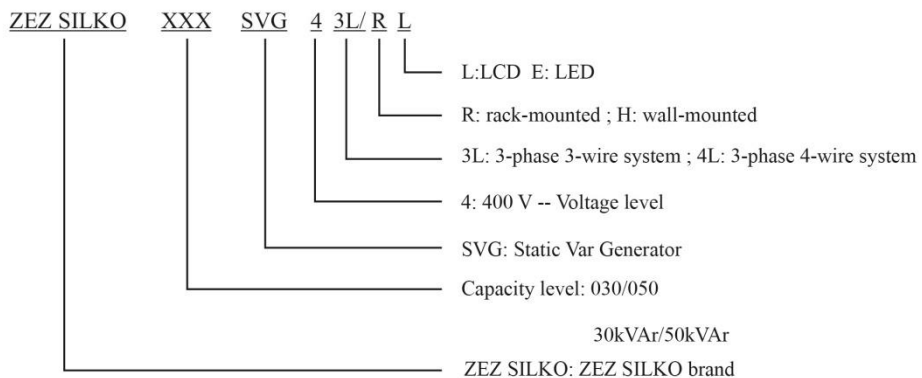 ZEZ SILKO XXX SVG 4 3L/ R L
L:LCD E: LED
R: rack-mounted ; H: wall-mounted
3L: 3-phase 3-wire system ; 4L: 3-phase 4-wire system
4: 400 V -- Voltage level
SVG: Static Var Generator
Capacity level: 030/050
30kVAr/50kVAr
ZEZ SILKO: ZEZ SILKO brand